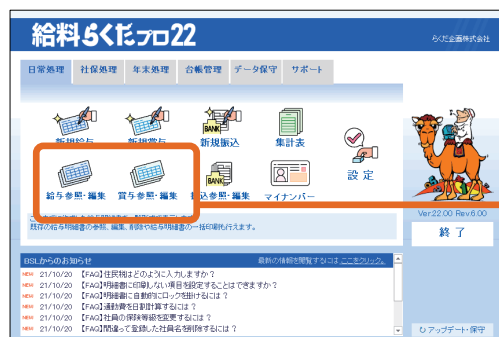 給料らくだプロ22
らくだ企画株式会社
日常処理 社保処理 年末処理 台帳管理 データ保守 サポート
新規給与 新規賞与 新規振込 集計表
BANK
設定
給与参照・編集 賞与参照・編集 振込参照・編集 マイナンバー
BANK
既存の給与明細書の参照、編集、削除や給与明細書の一括印刷も行えます。
Ver.22.00 Rev.6.00
終了
BSLからのお知らせ 最新の情報を閲覧するには ここをクリック。
NEW 21/10/20 【FAQ】住民税はどのように入力しますか？
NEW 21/10/20 【FAQ】明細書に印刷しない項目を設定することはできますか？
NEW 21/10/20 【FAQ】明細書に自動的にロックを掛けるには？
NEW 21/10/20 【FAQ】通勤費を日割計算するには？
NEW 21/10/20 【FAQ】社員の保険等級を変更するには？
NEW 21/10/20 【FAQ】間違って登録した社員名を削除するには？
アップデート・保守